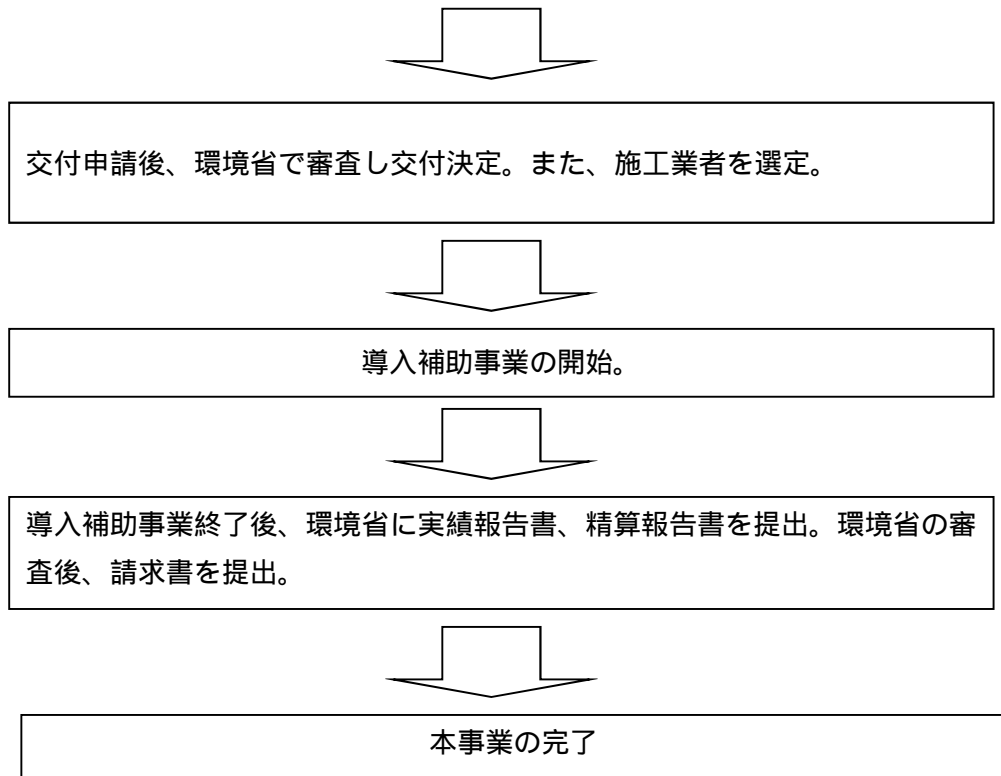 交付申請後、環境省で審査し交付決定。また、施工業者を選定。
導入補助事業の開始。
導入補助事業終了後、環境省に実績報告書、精算報告書を提出。環境省の審
査後、請求書を提出。
本事業の完了